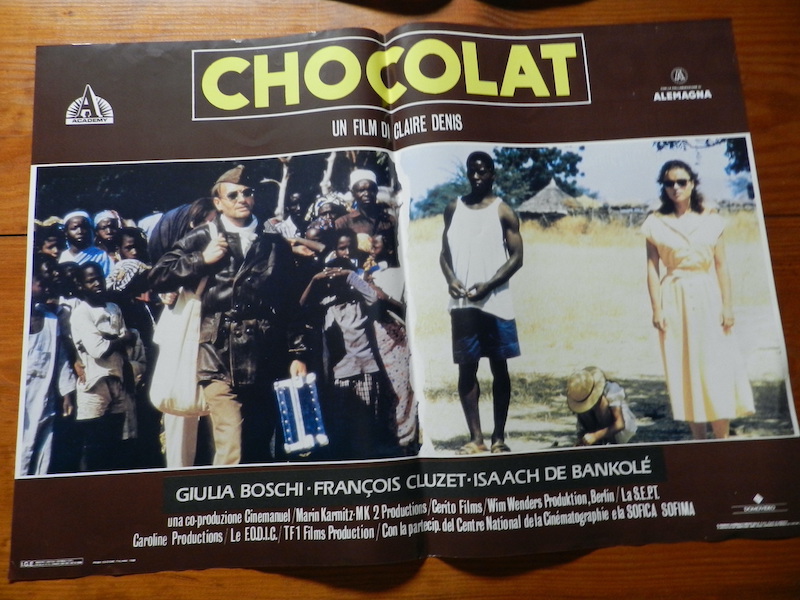 CHOCOLAT
ACADEMY
ALEMAGNA
UN FILM DI CLAIRE DENIS
GIULIA BOSCHI · FRANÇOIS CLUZET · ISAACH DE BANKOLÉ
una co-produzione Cinemanuel / Marin Karmitz-MK 2 Productions / Cerito Films / Wim Wenders Produktion, Berlin / La S.E.P.T.
Caroline Productions / Le F.O.D.I.C. / TF1 Films Production / Con la partecip. del Centre National de la Cinématographie e la SOFICA SOFIMA
DOMOVIDEO
I.G.E.